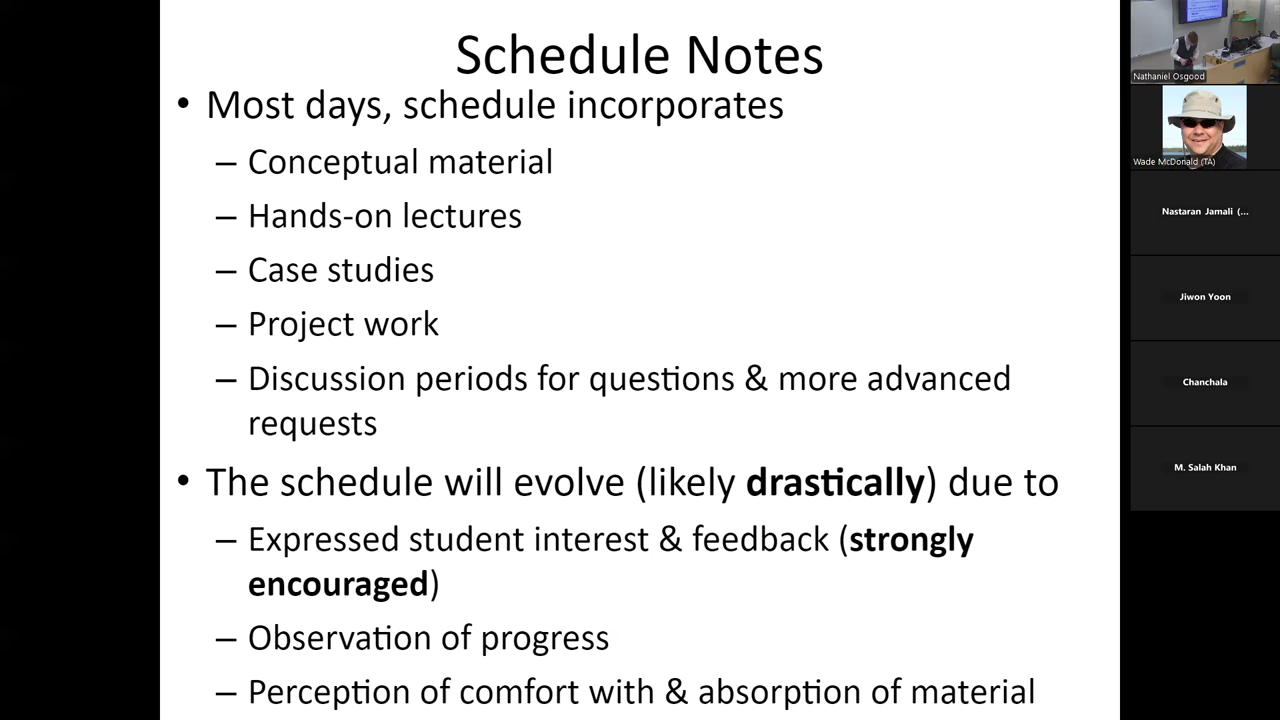 Schedule Notes
• Most days, schedule incorporates
– Conceptual material
– Hands-on lectures
– Case studies
– Project work
– Discussion periods for questions & more advanced
requests
• The schedule will evolve (likely drastically) due to
– Expressed student interest & feedback (strongly
encouraged)
– Observation of progress
– Perception of comfort with & absorption of material
Nathaniel Osgood
Wade McDonald (TA)
Nastaran Jamali (...
Jiwon Yoon
Chanchala
M. Salah Khan